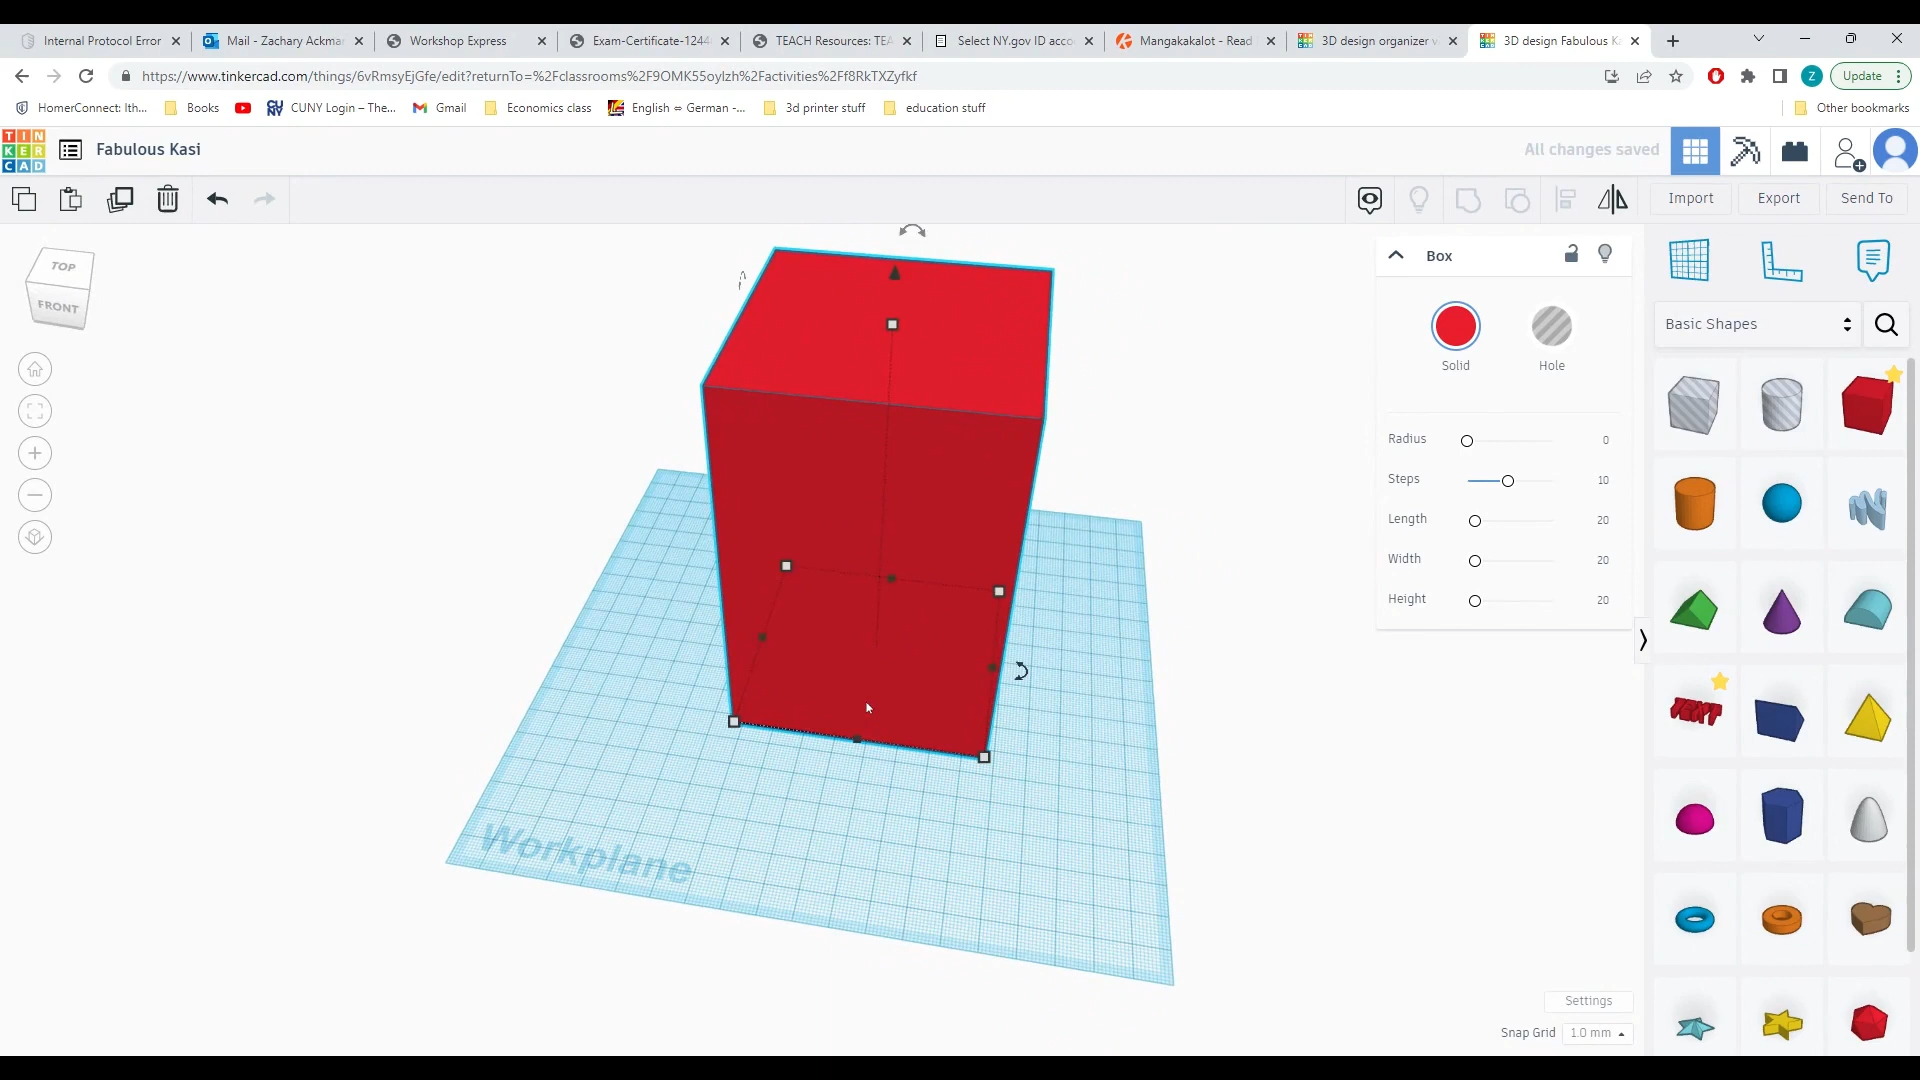 Internal Protocol Error
Mail - Zachary Ackma
Workshop Express
Exam-Certificate-1244
TEACH Resources: TEA
Select NY.gov ID acco
Mangakakalot - Read
3D design organizer v
3D design Fabulous Ka
https://www.tinkercad.com/things/6vRmsyEjGfe/edit?returnTo=%2Fclassrooms%2F9OMK55oylzh%2Factivities%2Ff8RkTXZyfkf
Z
Update
HomerConnect: Ith...
Books
CUNY Login – The...
Gmail
Economics class
English ⇔ German -...
3d printer stuff
education stuff
Other bookmarks
TIN
KER
CAD
Fabulous Kasi
All changes saved
Import
Export
Send To
TOP
FRONT
Box
Solid
Hole
Radius 0
Steps 10
Length 20
Width 20
Height 20
Basic Shapes
TEXT
Workplane
Settings
Snap Grid 1.0 mm